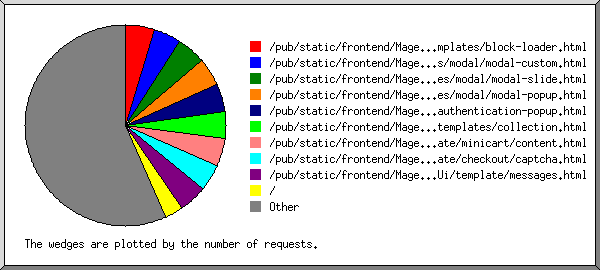 /pub/static/frontend/Mage...mplates/block-loader.html
/pub/static/frontend/Mage...s/modal/modal-custom.html
/pub/static/frontend/Mage...es/modal/modal-slide.html
/pub/static/frontend/Mage...es/modal/modal-popup.html
/pub/static/frontend/Mage...authentication-popup.html
/pub/static/frontend/Mage...templates/collection.html
/pub/static/frontend/Mage...ate/minicart/content.html
/pub/static/frontend/Mage...ate/checkout/captcha.html
/pub/static/frontend/Mage...Ui/template/messages.html
/
Other
The wedges are plotted by the number of requests.